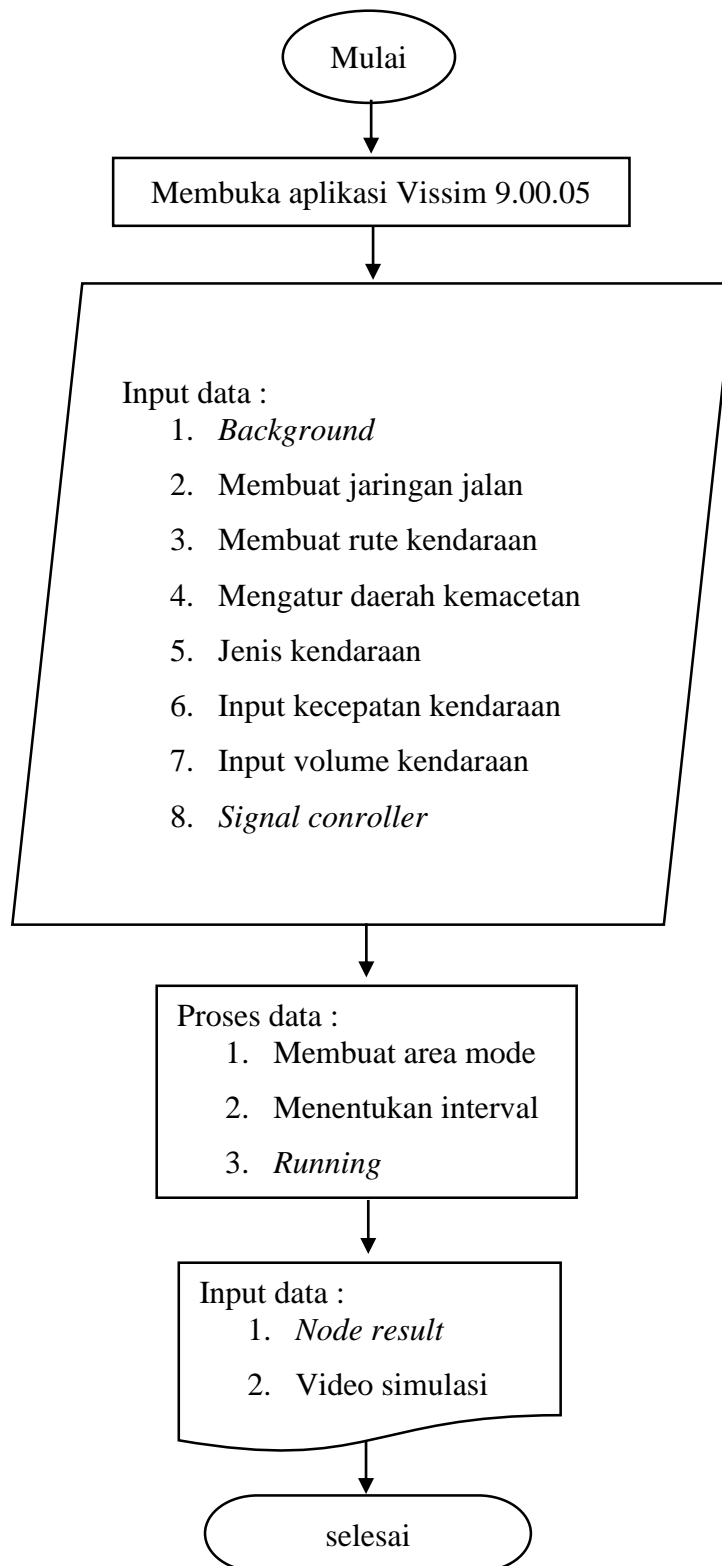 Mulai
Membuka aplikasi Vissim 9.00.05
Input data :
1. Background
2. Membuat jaringan jalan
3. Membuat rute kendaraan
4. Mengatur daerah kemacetan
5. Jenis kendaraan
6. Input kecepatan kendaraan
7. Input volume kendaraan
8. Signal conroller
Proses data :
1. Membuat area mode
2. Menentukan interval
3. Running
Input data :
1. Node result
2. Video simulasi
selesai